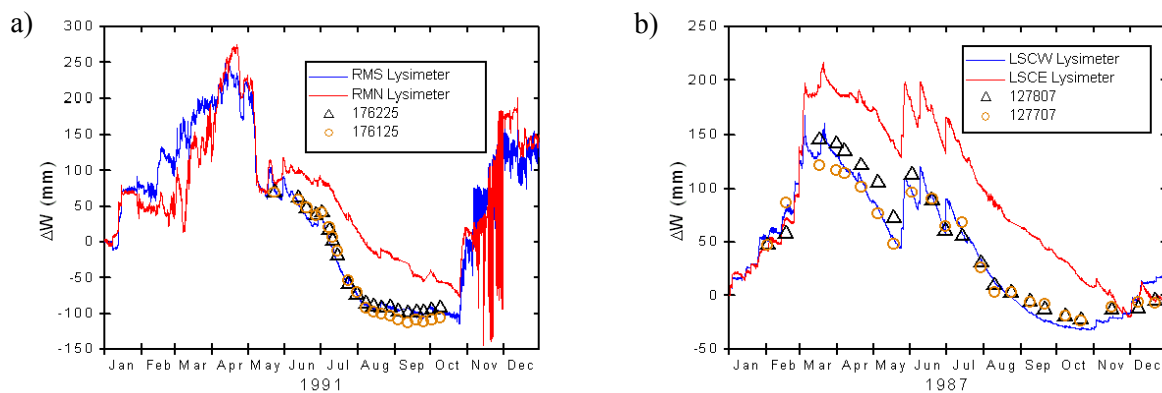 a)
300
250
200
150
100
50
0
-50
-100
-150
ΔW (mm)
RMS Lysimeter
RMN Lysimeter
176225
176125
Jan Feb Mar Apr May Jun Jul Aug Sep Oct Nov Dec
1991
b)
250
200
150
100
50
0
-50
ΔW (mm)
LSCW Lysimeter
LSCE Lysimeter
127807
127707
Jan Feb Mar Apr May Jun Jul Aug Sep Oct Nov Dec
1987